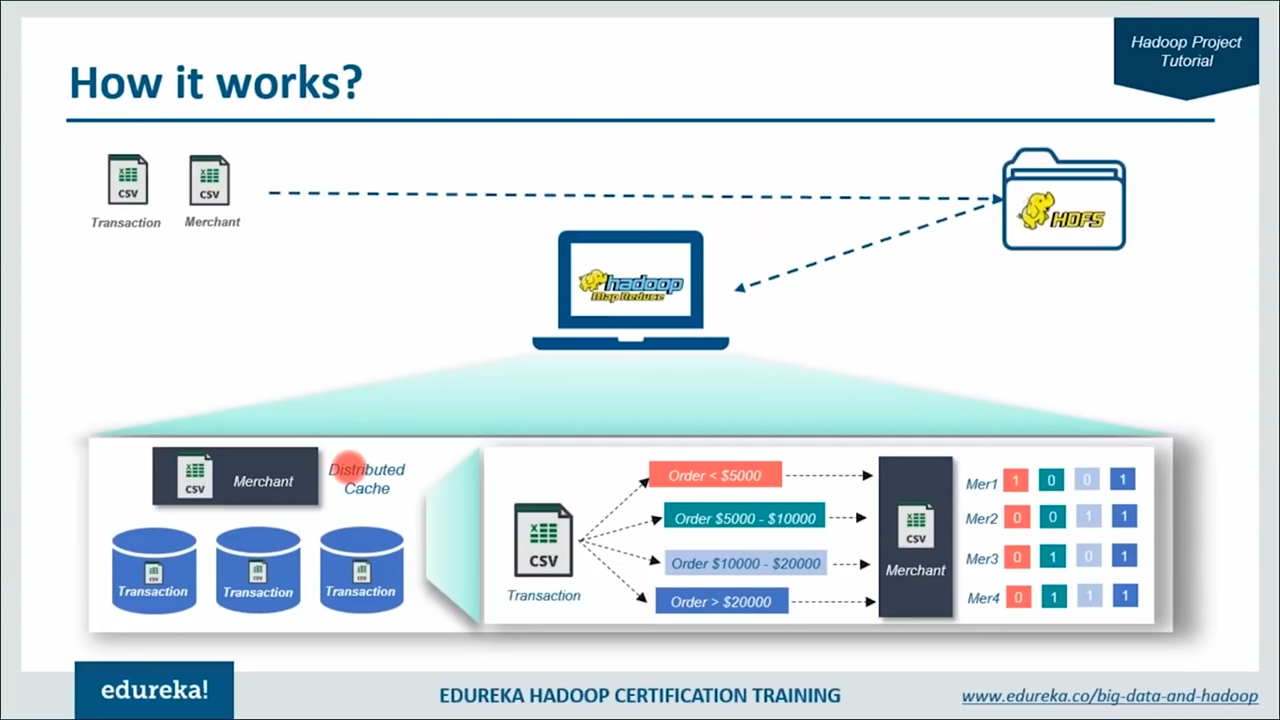 Hadoop Project
Tutorial
How it works?
CSV
CSV
Transaction
Merchant
HDFS
hadoop
Map Reduce
CSV
Merchant
Distributed
Cache
Transaction
Transaction
Transaction
CSV
Transaction
Order < $5000
Order $5000 - $10000
Order $10000 - $20000
Order > $20000
CSV
Merchant
Mer1 1 0 0 1
Mer2 0 0 1 1
Mer3 0 1 0 1
Mer4 0 1 1 1
edureka!
EDUREKA HADOOP CERTIFICATION TRAINING
www.edureka.co/big-data-and-hadoop